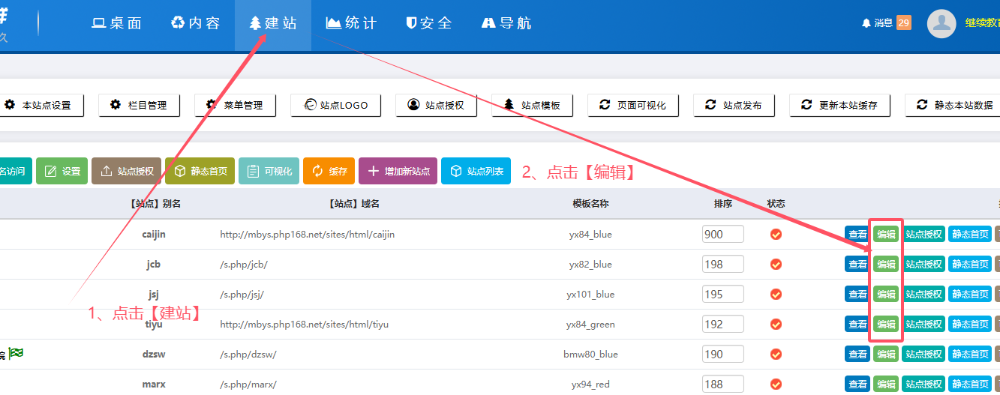 #
久
桌面 内容 建站 统计 安全 导航 消息 29 继续教育
本站点设置 栏目管理 菜单管理 站点LOGO 站点授权 站点模板 页面可视化 站点发布 更新本站缓存 静态本站数据
名访问 设置 站点授权 静态首页 可视化 缓存 增加新站点 站点列表
2、点击【编辑】
【站点】别名 【站点】域名 模板名称 排序 状态
caijin http://mbys.php168.net/sites/html/caijin yx84_blue 900 查看 编辑 站点授权 静态首页
jcb /s.php/jcb/ yx82_blue 198 查看 编辑 站点授权 静态首页
jsj /s.php/jsj/ yx101_blue 195 查看 编辑 站点授权 静态首页
1、点击【建站】
tiyu http://mbys.php168.net/sites/html/tiyu yx84_green 192 查看 编辑 站点授权 静态首页
院 dzsw /s.php/dzsw/ bmw80_blue 190 查看 编辑 站点授权 静态首页
marx /s.php/marx/ yx94_red 188 查看 编辑 站点授权 静态首页